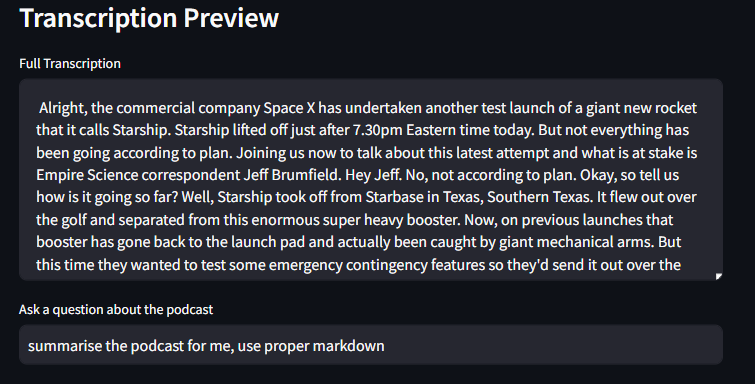 Transcription Preview
Full Transcription
Alright, the commercial company Space X has undertaken another test launch of a giant new rocket
that it calls Starship. Starship lifted off just after 7.30pm Eastern time today. But not everything has
been going according to plan. Joining us now to talk about this latest attempt and what is at stake is
Empire Science correspondent Jeff Brumfield. Hey Jeff. No, not according to plan. Okay, so tell us
how is it going so far? Well, Starship took off from Starbase in Texas, Southern Texas. It flew out over
the golf and separated from this enormous super heavy booster. Now, on previous launches that
booster has gone back to the launch pad and actually been caught by giant mechanical arms. But
this time they wanted to test some emergency contingency features so they'd send it out over the
Ask a question about the podcast
summarise the podcast for me, use proper markdown